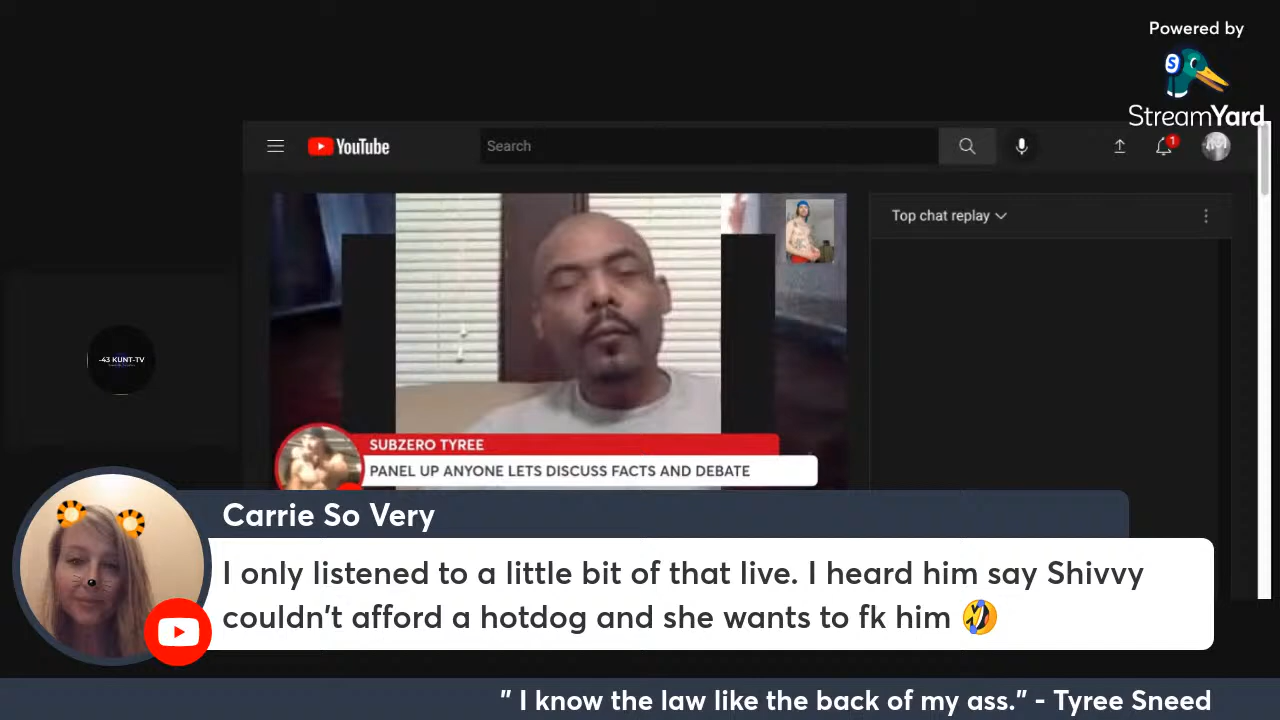 Powered by
StreamYard
YouTube
Search
1
Top chat replay
-43 KUNT-TV
SUBZERO TYREE
PANEL UP ANYONE LETS DISCUSS FACTS AND DEBATE
Carrie So Very
I only listened to a little bit of that live. I heard him say Shivvy
couldn't afford a hotdog and she wants to fk him 🤣
" I know the law like the back of my ass." - Tyree Sneed